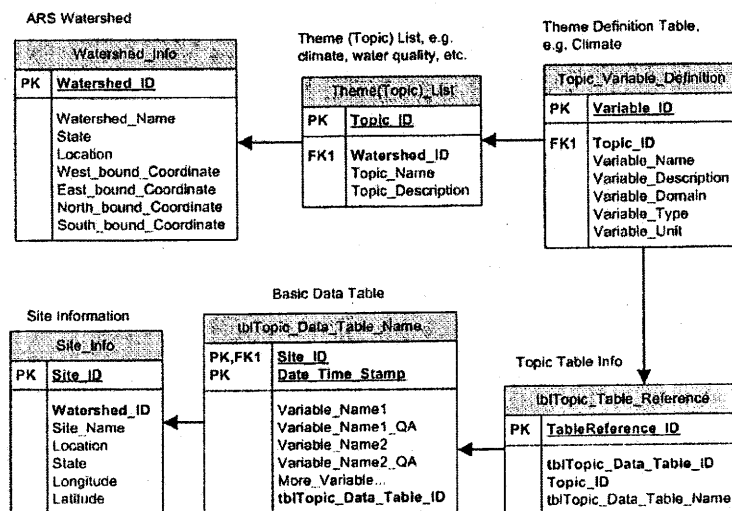 ARS Watershed
Watershed_Info
PK Watershed_ID
Watershed_Name
State
Location
West_bound_Coordinate
East_bound_Coordinate
North_bound_Coordinate
South_bound_Coordinate
Theme (Topic) List, e.g.
climate, water quality, etc.
Theme(Topic)_List
PK Topic_ID
FK1 Watershed_ID
Topic_Name
Topic_Description
Theme Definition Table,
e.g. Climate
Topic_Variable_Definition
PK Variable_ID
FK1 Topic_ID
Variable_Name
Variable_Description
Variable_Domain
Variable_Type
Variable_Unit
Site Information
Site_Info
PK Site_ID
Watershed_ID
Site_Name
Location
State
Longitude
Latitude
Basic Data Table
tblTopic_Data_Table_Name
PK,FK1 Site_ID
PK Date_Time_Stamp
Variable_Name1
Variable_Name1_QA
Variable_Name2
Variable_Name2_QA
More_Variable...
tblTopic_Data_Table_ID
Topic Table Info
tblTopic_Table_Reference
PK TableReference_ID
tblTopic_Data_Table_ID
Topic_ID
tblTopic_Data_Table_Name